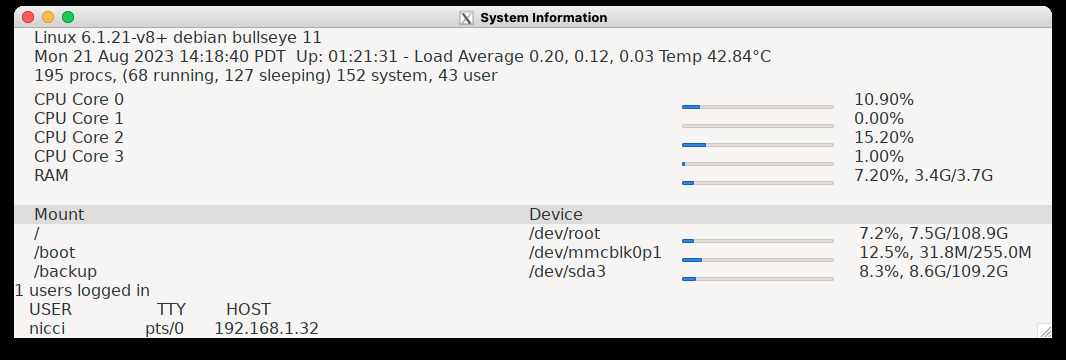 System Information
Linux 6.1.21-v8+ debian bullseye 11
Mon 21 Aug 2023 14:18:40 PDT  Up: 01:21:31 - Load Average 0.20, 0.12, 0.03 Temp 42.84°C
195 procs, (68 running, 127 sleeping) 152 system, 43 user
CPU Core 0 10.90%
CPU Core 1 0.00%
CPU Core 2 15.20%
CPU Core 3 1.00%
RAM 7.20%, 3.4G/3.7G
Mount Device
/ /dev/root 7.2%, 7.5G/108.9G
/boot /dev/mmcblk0p1 12.5%, 31.8M/255.0M
/backup /dev/sda3 8.3%, 8.6G/109.2G
1 users logged in
USER TTY HOST
nicci pts/0 192.168.1.32